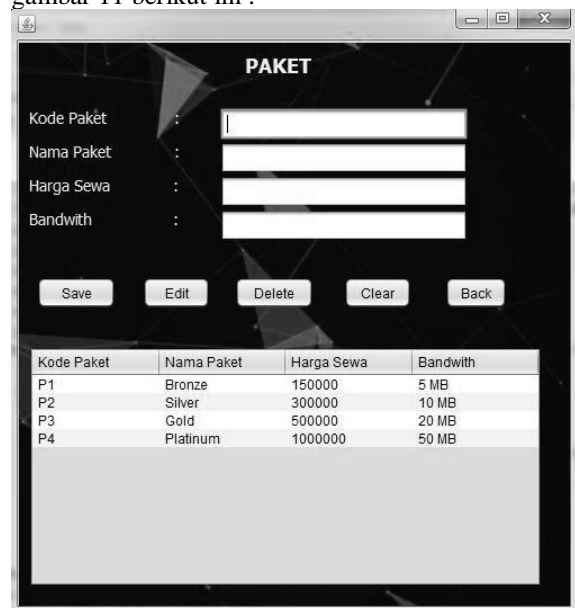 gambar 11 berikut ini :
PAKET
Kode Paket :
Nama Paket :
Harga Sewa :
Bandwith :
Save Edit Delete Clear Back
Kode Paket Nama Paket Harga Sewa Bandwith
P1 Bronze 150000 5 MB
P2 Silver 300000 10 MB
P3 Gold 500000 20 MB
P4 Platinum 1000000 50 MB